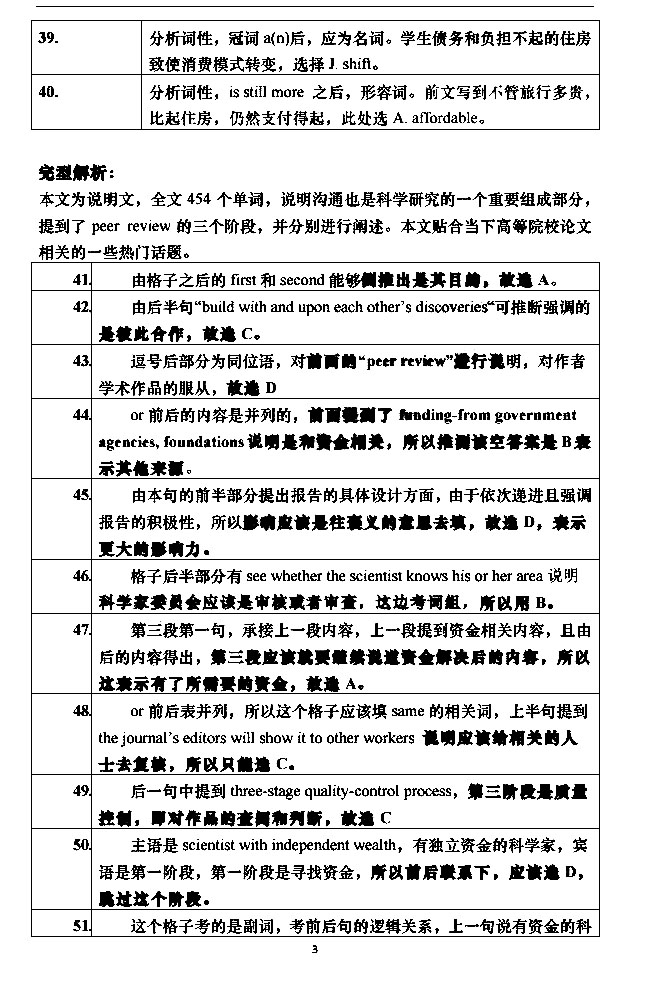 39. 分析词性，冠词 a(n)后，应为名词。学生债务和负担不起的住房
致使消费模式转变，选择 J. shift。
40. 分析词性，is still more 之后，形容词。前文写到不管旅行多贵，
比起住房，仍然支付得起，此处选 A. affordable。
完型解析：
本文为说明文，全文 454 个单词，说明沟通也是科学研究的一个重要组成部分，
提到了 peer review 的三个阶段，并分别进行阐述。本文贴合当下高等院校论文
相关的一些热门话题。
41. 由格子之后的 first 和 second 能够侧推出是其目的，故选 A。
42. 由后半句“build with and upon each other’s discoveries“可推断强调的
是彼此合作，故选 C。
43. 逗号后部分为同位语，对前面的“peer review”进行说明，对作者
学术作品的服从，故选 D
44. or 前后的内容是并列的，前面提到了 funding-from government
agencies, foundations 说明是和资金相关，所以推测该空答案是 B 表
示其他来源。
45. 由本句的前半部分提出报告的具体设计方面，由于依次递进且强调
报告的积极性，所以影响应该是往褒义的意思去填，故选 D，表示
更大的影响力。
46. 格子后半部分有 see whether the scientist knows his or her area 说明
科学家委员会应该是审核或者审查，这边考词组，所以用 B。
47. 第三段第一句，承接上一段内容，上一段提到资金相关内容，且由
后的内容得出，第三段应该就要继续说道资金解决后的内容，所以
这表示有了所需要的资金，故选 A。
48. or 前后表并列，所以这个格子应该填 same 的相关词，上半句提到
the journal’s editors will show it to other workers 说明应该给相关的人
士去复核，所以只能选 C。
49. 后一句中提到 three-stage quality-control process，第三阶段是质量
控制，即对作品的查阅和判断，故选 C
50. 主语是 scientist with independent wealth，有独立资金的科学家，宾
语是第一阶段，第一阶段是寻找资金，所以前后联系下，应该选 D，
跳过这个阶段。
51. 这个格子考的是副词，考前后句的逻辑关系，上一句说有资金的科
3